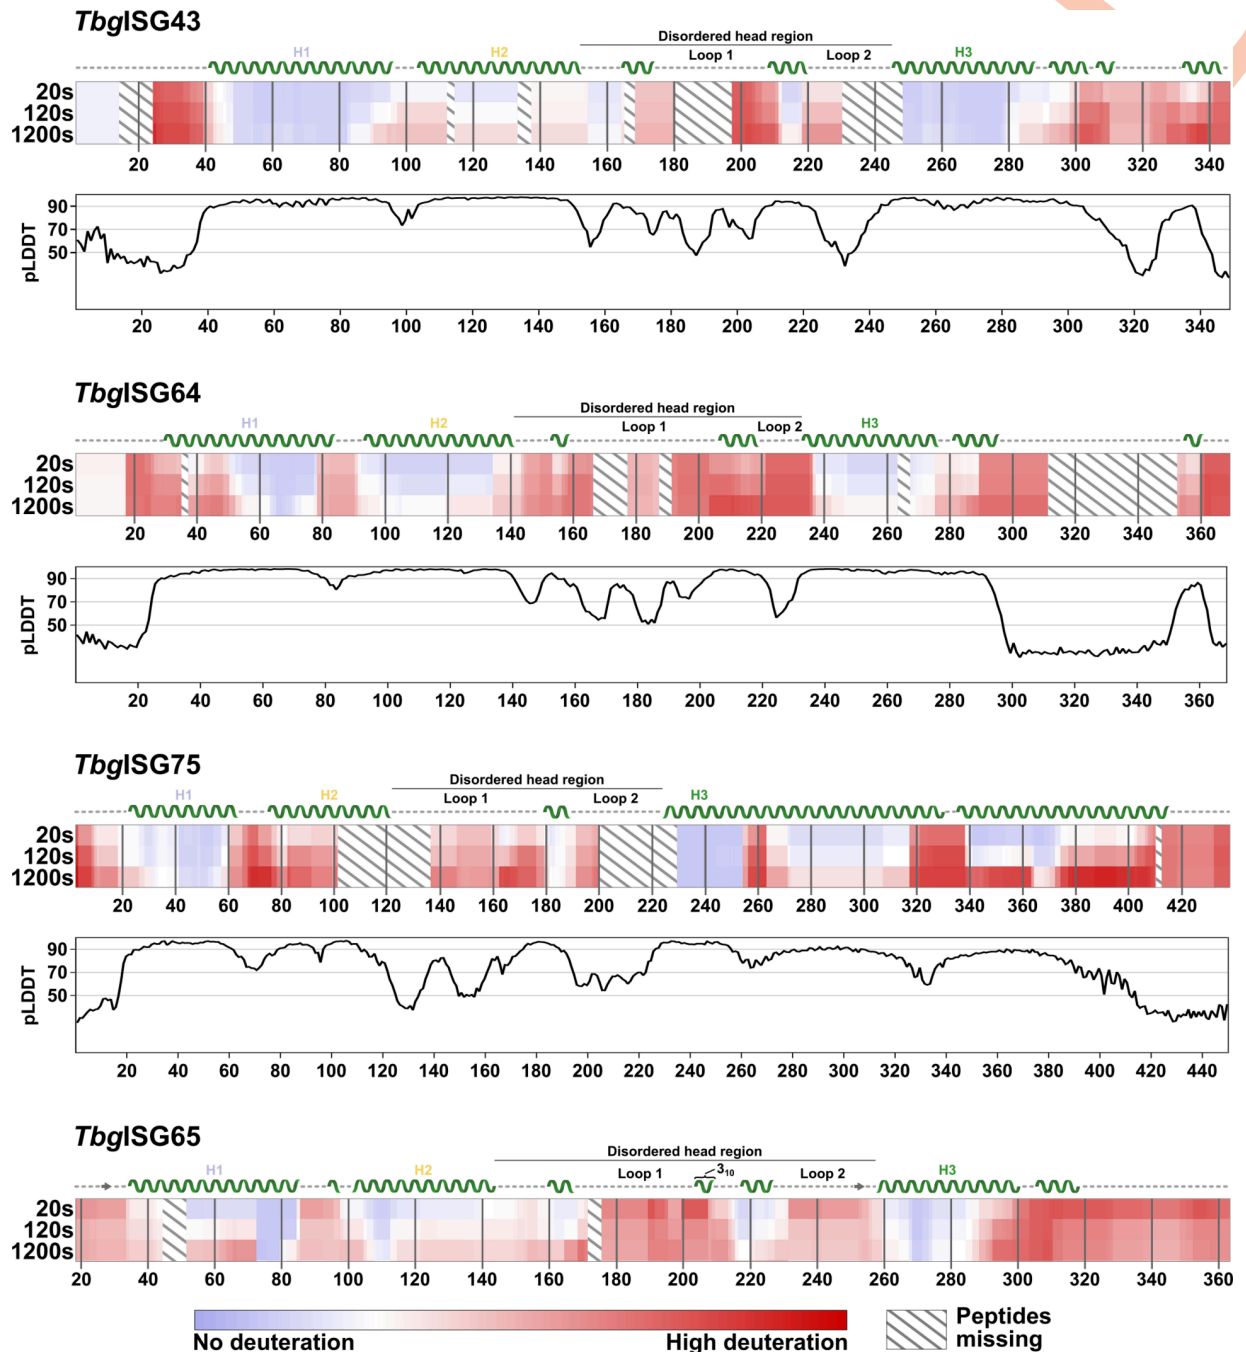 TbgISG43
Disordered head region
H1 H2 Loop 1 Loop 2 H3
20s
120s
1200s
20 40 60 80 100 120 140 160 180 200 220 240 260 280 300 320 340
90
70
50
pLDDT
20 40 60 80 100 120 140 160 180 200 220 240 260 280 300 320 340
TbgISG64
Disordered head region
H1 H2 Loop 1 Loop 2 H3
20s
120s
1200s
20 40 60 80 100 120 140 160 180 200 220 240 260 280 300 320 340 360
90
70
50
pLDDT
20 40 60 80 100 120 140 160 180 200 220 240 260 280 300 320 340 360
TbgISG75
Disordered head region
H1 H2 Loop 1 Loop 2 H3
20s
120s
1200s
20 40 60 80 100 120 140 160 180 200 220 240 260 280 300 320 340 360 380 400 420
90
70
50
pLDDT
20 40 60 80 100 120 140 160 180 200 220 240 260 280 300 320 340 360 380 400 420 440
TbgISG65
Disordered head region
H1 H2 Loop 1 3₁₀ Loop 2 H3
20s
120s
1200s
20 40 60 80 100 120 140 160 180 200 220 240 260 280 300 320 340 360
No deuteration High deuteration
Peptides
missing